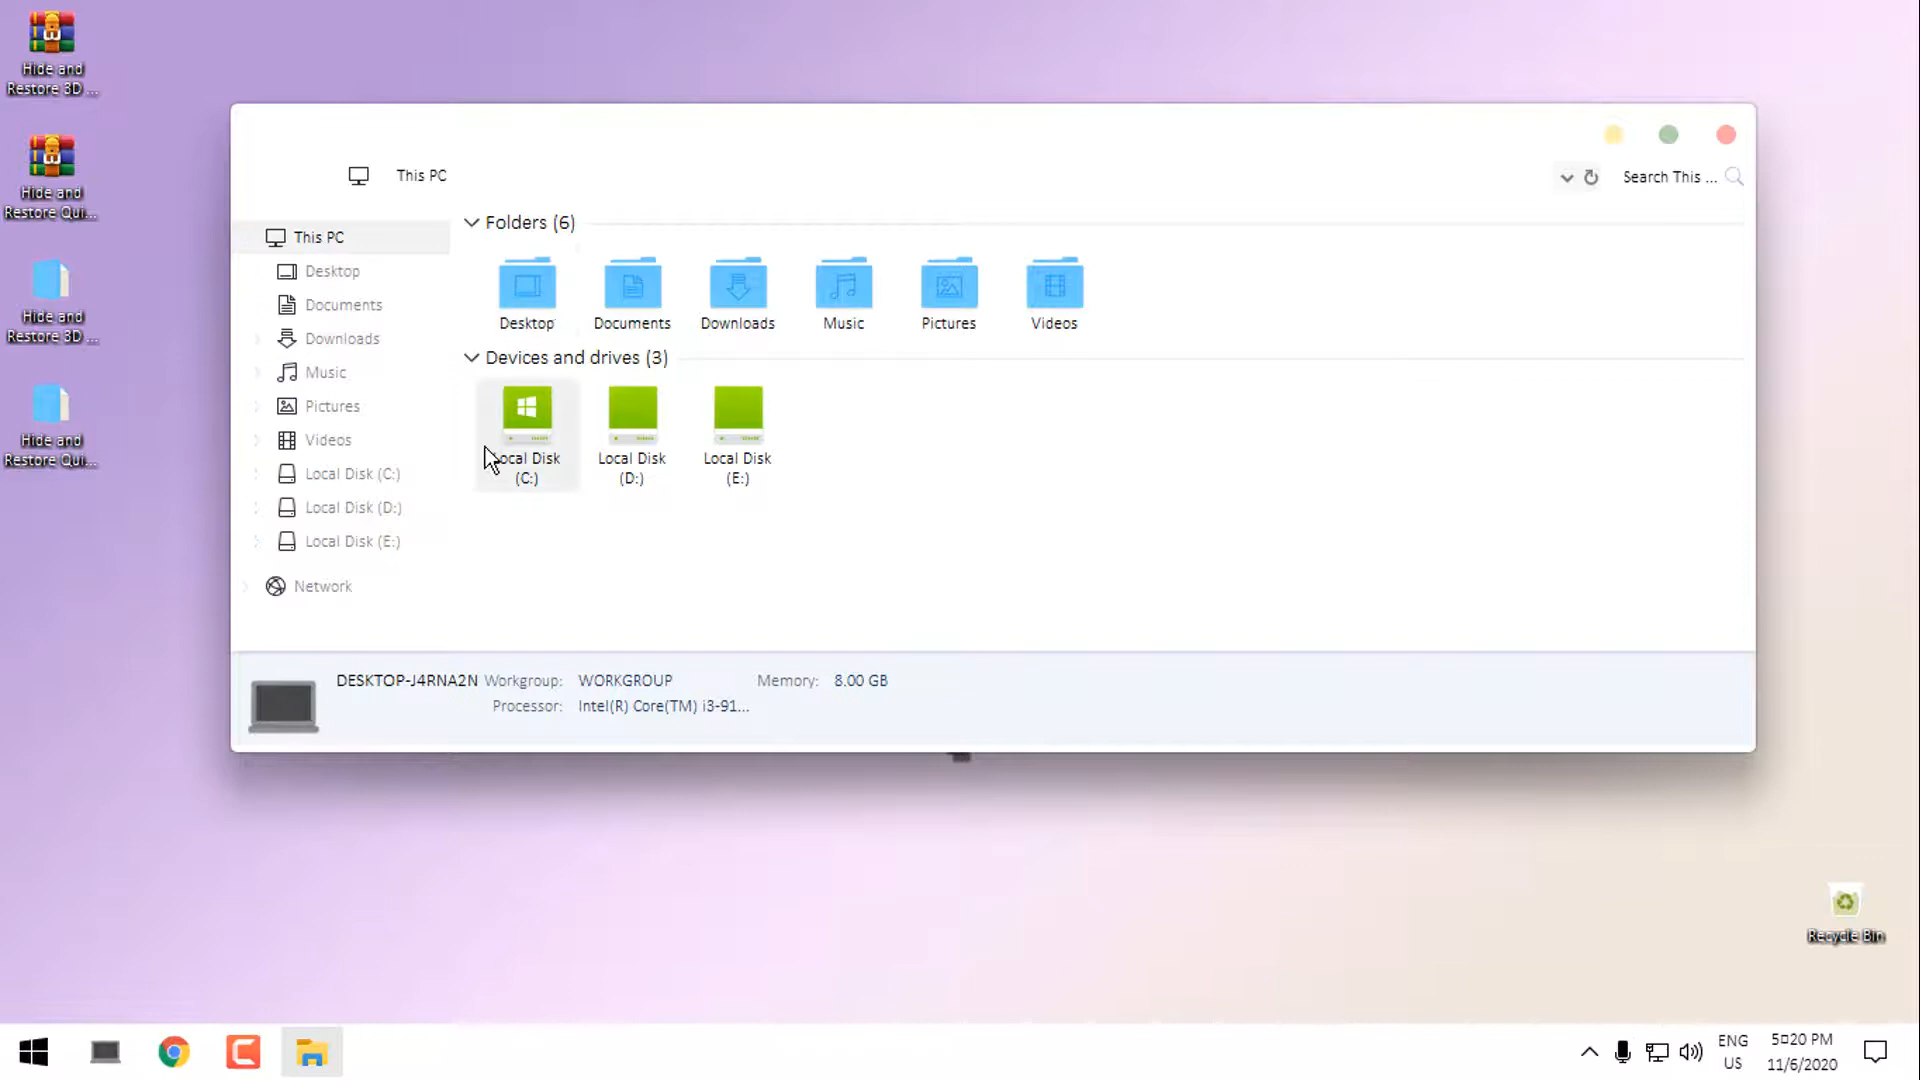 Hide and
Restore 3D ...
Hide and
Restore Qui...
Hide and
Restore 3D ...
Hide and
Restore Qui...
This PC
Search This ...
This PC
Desktop
Documents
Downloads
Music
Pictures
Videos
Local Disk (C:)
Local Disk (D:)
Local Disk (E:)
Network
Folders (6)
Desktop
Documents
Downloads
Music
Pictures
Videos
Devices and drives (3)
Local Disk
(C:)
Local Disk
(D:)
Local Disk
(E:)
DESKTOP-J4RNA2N Workgroup: WORKGROUP Memory: 8.00 GB
Processor: Intel(R) Core(TM) i3-91...
Recycle Bin
ENG
US
5□20 PM
11/6/2020